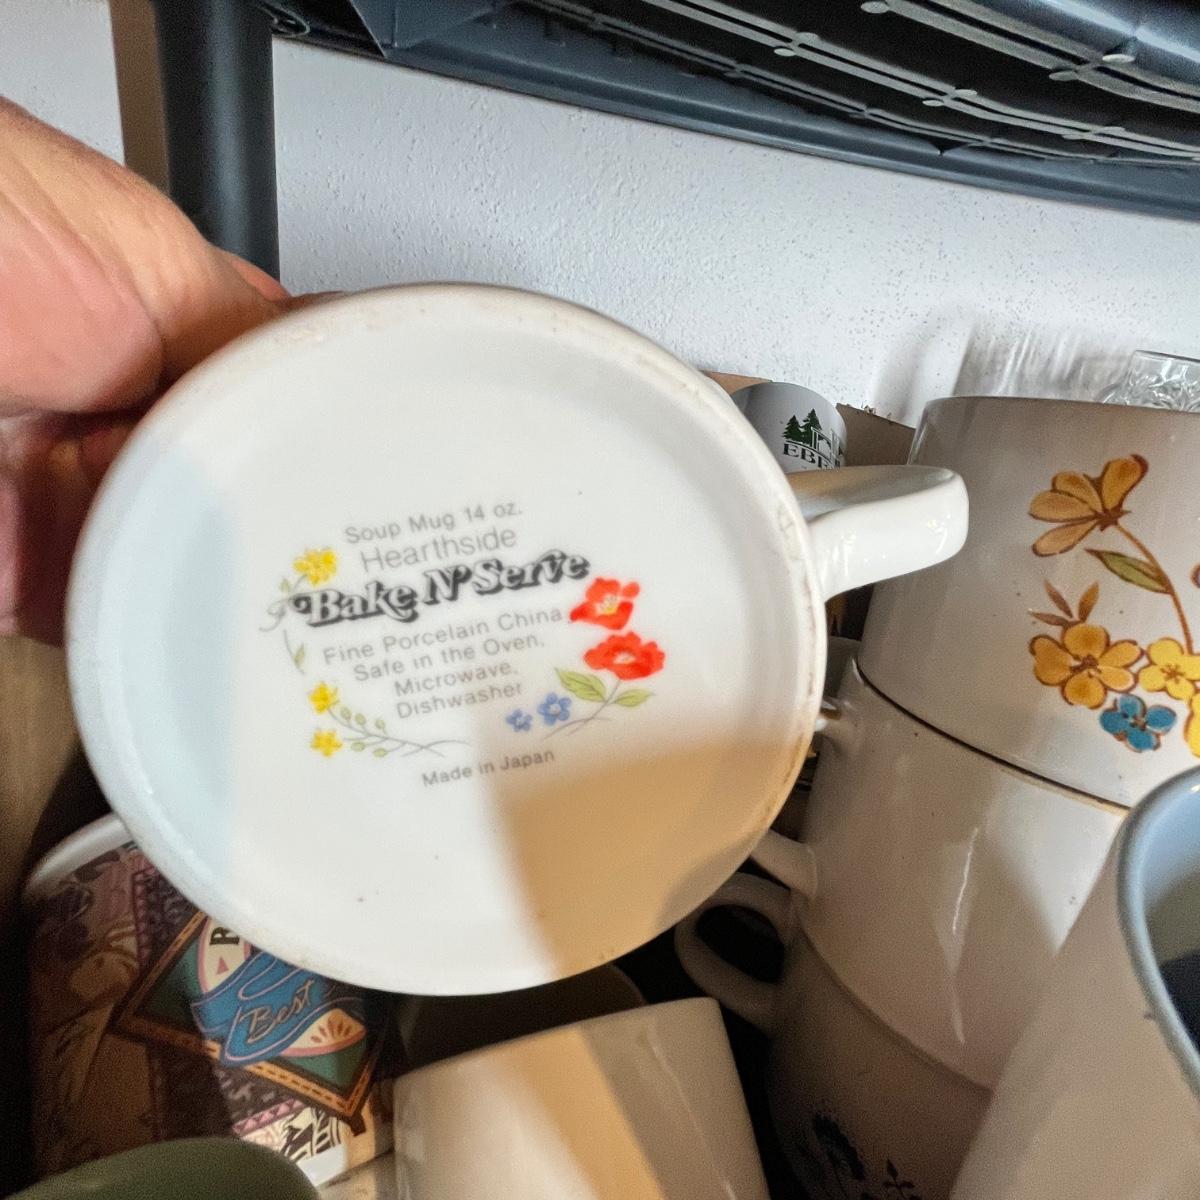 Soup Mug 14 oz.
Hearthside
Bake N' Serve
Fine Porcelain China
Safe in the Oven,
Microwave,
Dishwasher
Made in Japan
Best